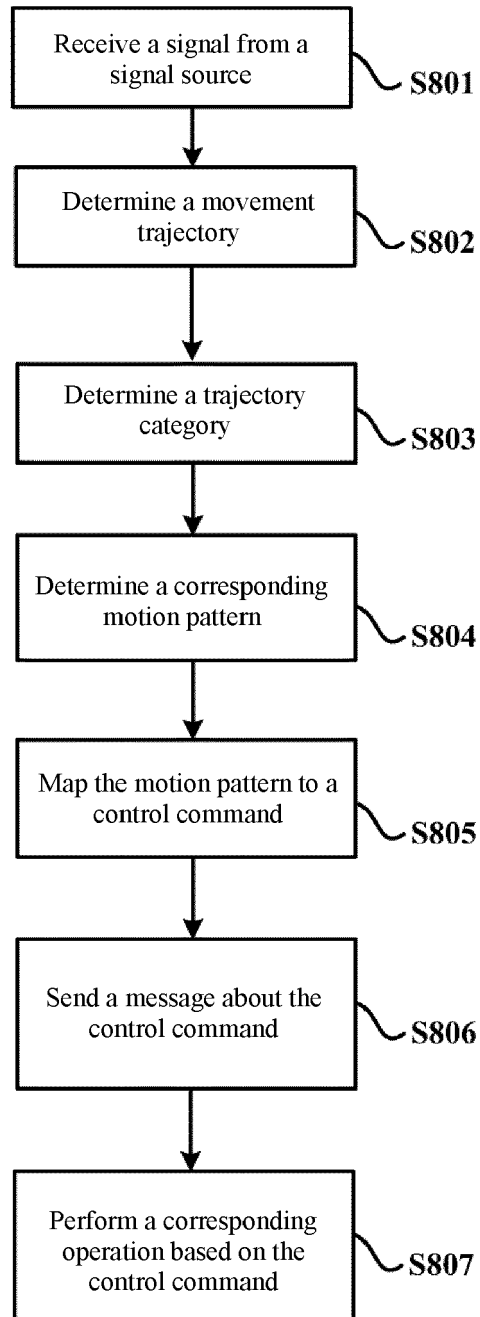 Receive a signal from a
signal source
S801
Determine a movement
trajectory
S802
Determine a trajectory
category
S803
Determine a corresponding
motion pattern
S804
Map the motion pattern to a
control command
S805
Send a message about the
control command
S806
Perform a corresponding
operation based on the
control command
S807